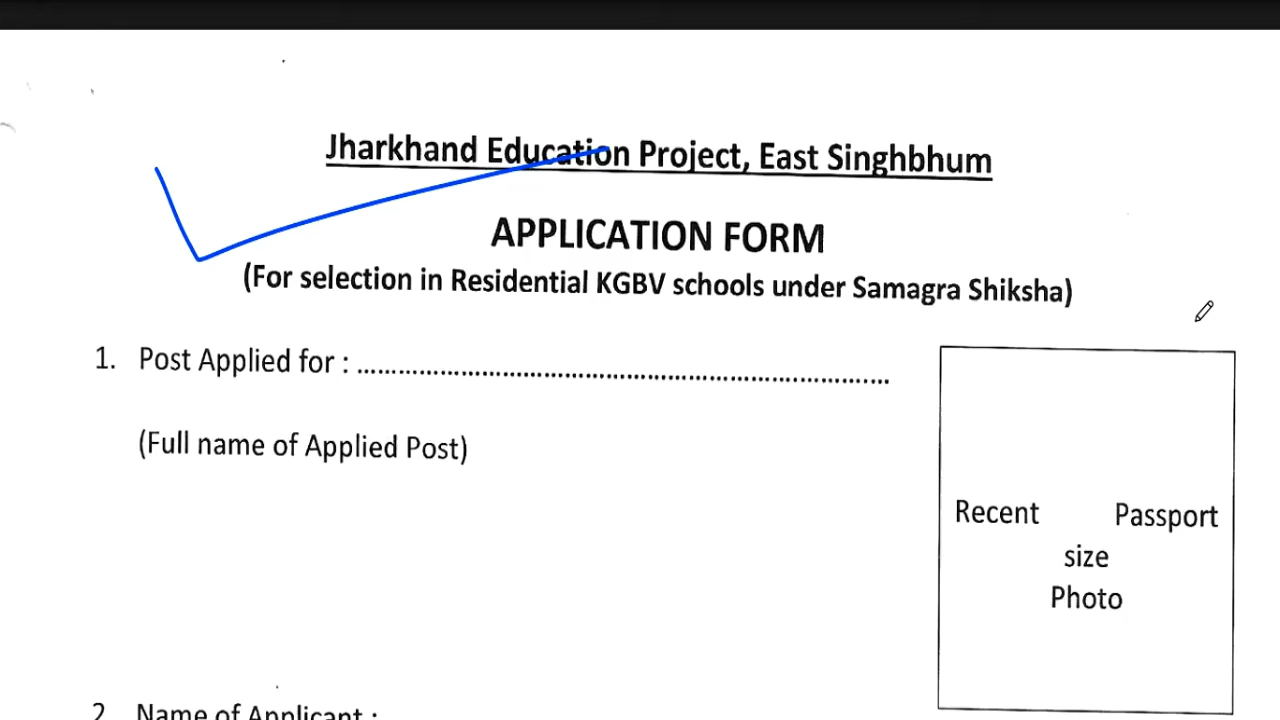 Jharkhand Education Project, East Singhbhum
APPLICATION FORM
(For selection in Residential KGBV schools under Samagra Shiksha)
1. Post Applied for : ................................................................................
(Full name of Applied Post)
Recent Passport
size
Photo
2. Name of Applicant :